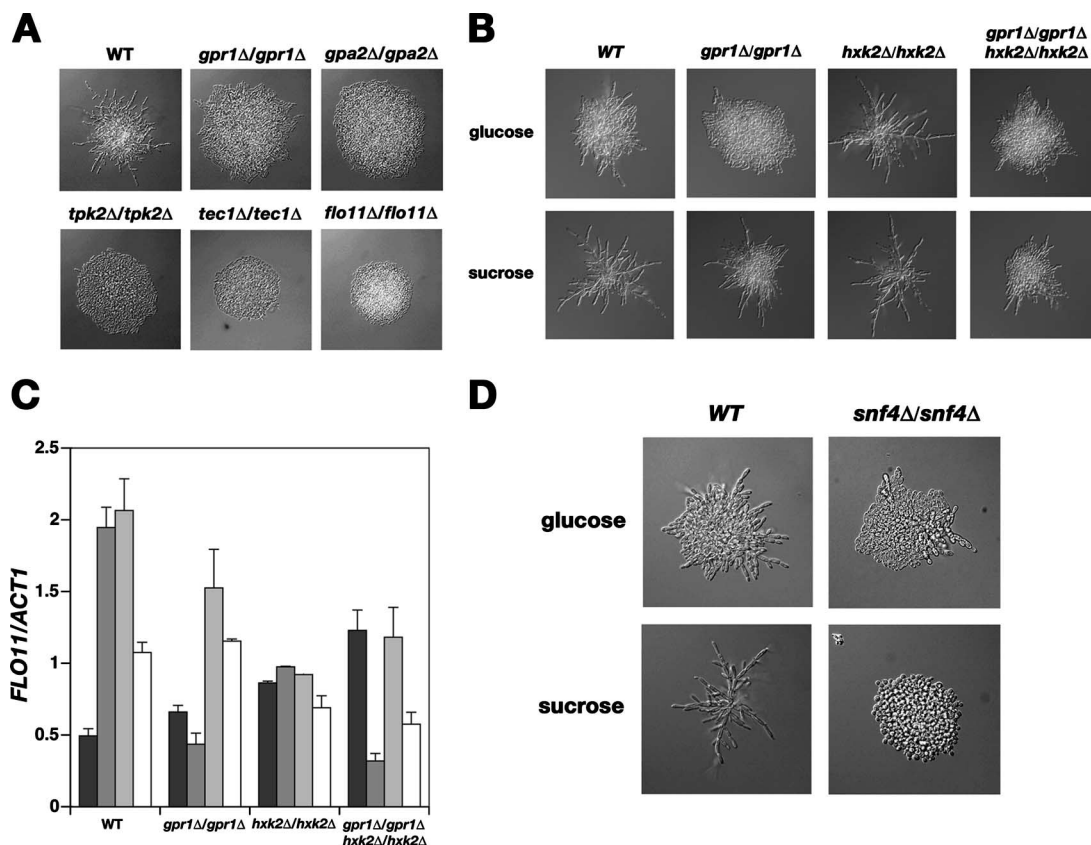 A
WT gpr1Δ/gpr1Δ gpa2Δ/gpa2Δ
tpk2Δ/tpk2Δ tec1Δ/tec1Δ flo11Δ/flo11Δ
B
WT gpr1Δ/gpr1Δ hxk2Δ/hxk2Δ gpr1Δ/gpr1Δ
hxk2Δ/hxk2Δ
glucose
sucrose
C
2.5
2
1.5
1
0.5
0
FLO11/ACT1
WT gpr1Δ/gpr1Δ hxk2Δ/hxk2Δ gpr1Δ/gpr1Δ
hxk2Δ/hxk2Δ
D
WT snf4Δ/snf4Δ
glucose
sucrose